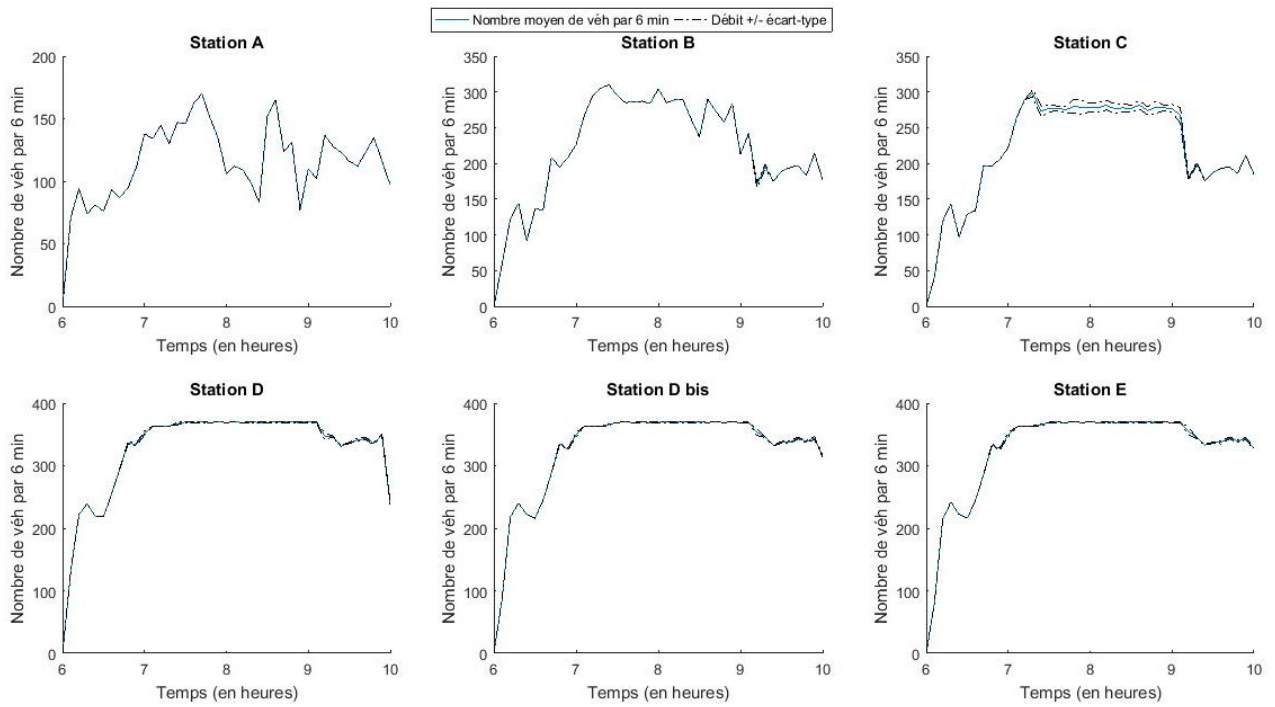 Nombre moyen de véh par 6 min Débit +/- écart-type
Station A
Station B
Station C
Nombre de véh par 6 min
200
150
100
50
0
6 7 8 9 10
Temps (en heures)
Nombre de véh par 6 min
350
300
250
200
150
100
50
0
6 7 8 9 10
Temps (en heures)
Nombre de véh par 6 min
350
300
250
200
150
100
50
0
6 7 8 9 10
Temps (en heures)
Station D
Station D bis
Station E
Nombre de véh par 6 min
400
300
200
100
0
6 7 8 9 10
Temps (en heures)
Nombre de véh par 6 min
400
300
200
100
0
6 7 8 9 10
Temps (en heures)
Nombre de véh par 6 min
400
300
200
100
0
6 7 8 9 10
Temps (en heures)